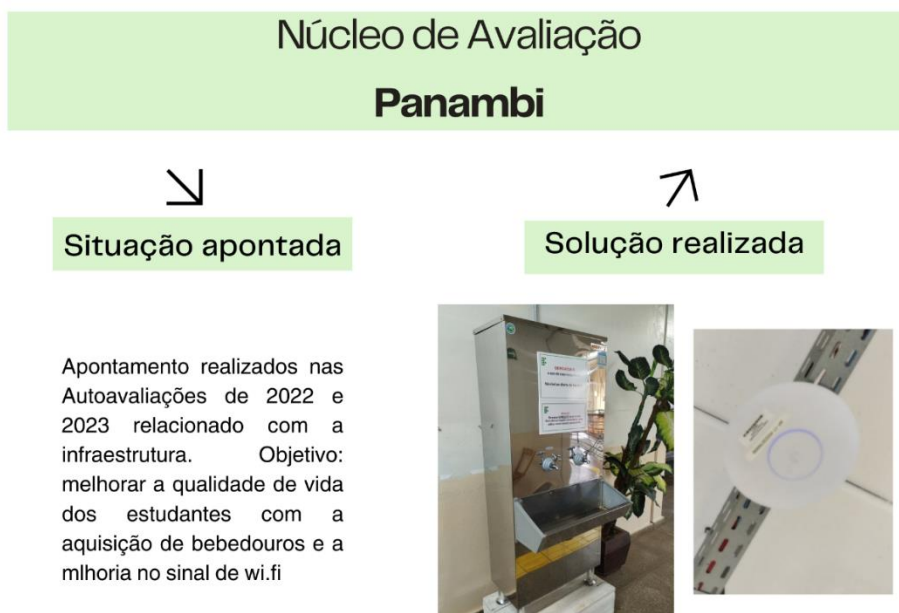 Núcleo de Avaliação
Panambi
Situação apontada
Solução realizada
Apontamento realizados nas
Autoavaliações de 2022 e
2023 relacionado com a
infraestrutura. Objetivo:
melhorar a qualidade de vida
dos estudantes com a
aquisição de bebedouros e a
mlhoria no sinal de wi.fi